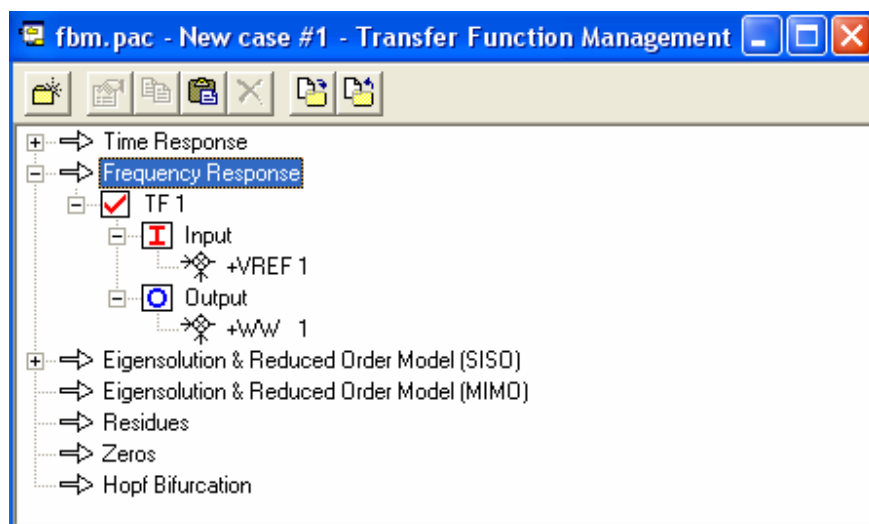 fbm.pac - New case #1 - Transfer Function Management
Time Response
Frequency Response
TF 1
I Input
+VREF 1
O Output
+WW 1
Eigensolution & Reduced Order Model (SISO)
Eigensolution & Reduced Order Model (MIMO)
Residues
Zeros
Hopf Bifurcation